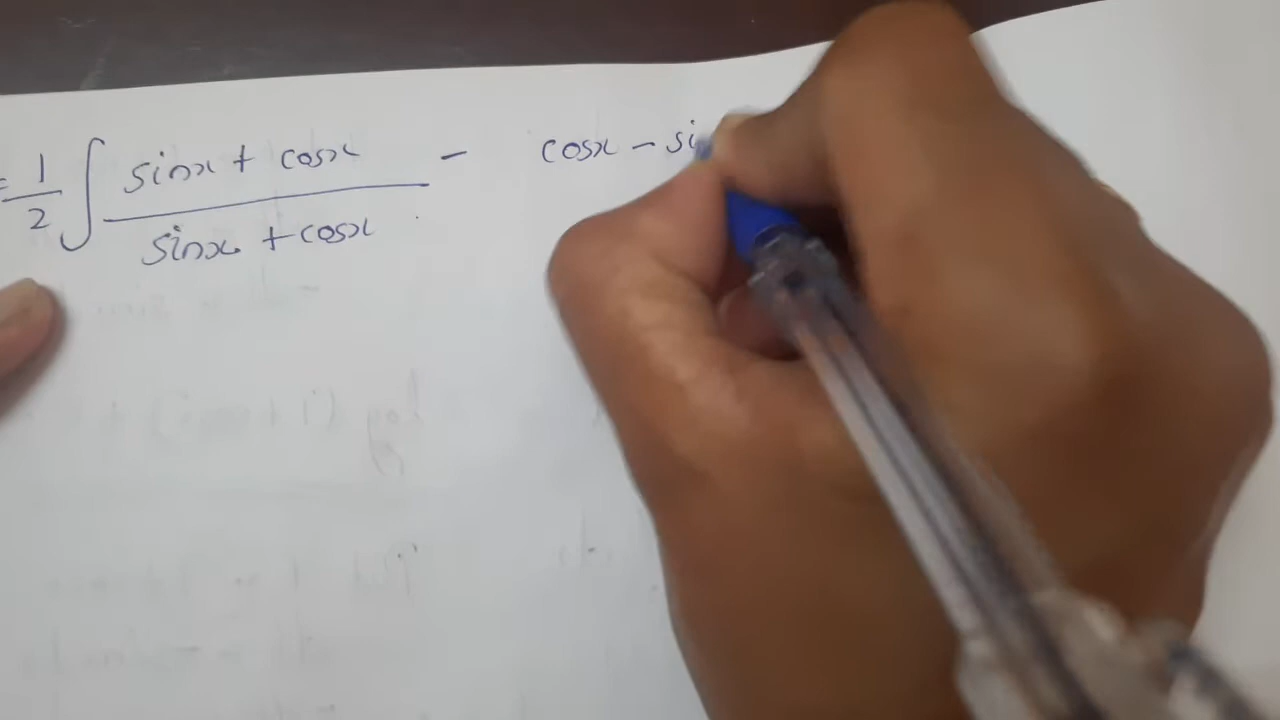 = 1/2 ∫ (sinx + cosx)/(sinx + cosx) - cosx - si